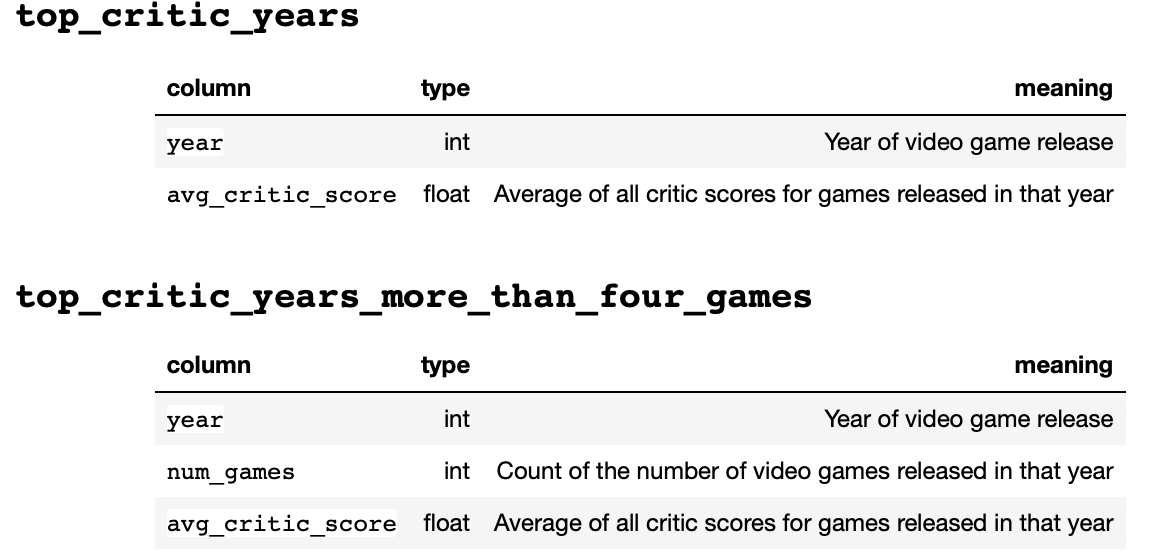 top_critic_years
column type meaning
year int Year of video game release
avg_critic_score float Average of all critic scores for games released in that year
top_critic_years_more_than_four_games
column type meaning
year int Year of video game release
num_games int Count of the number of video games released in that year
avg_critic_score float Average of all critic scores for games released in that year